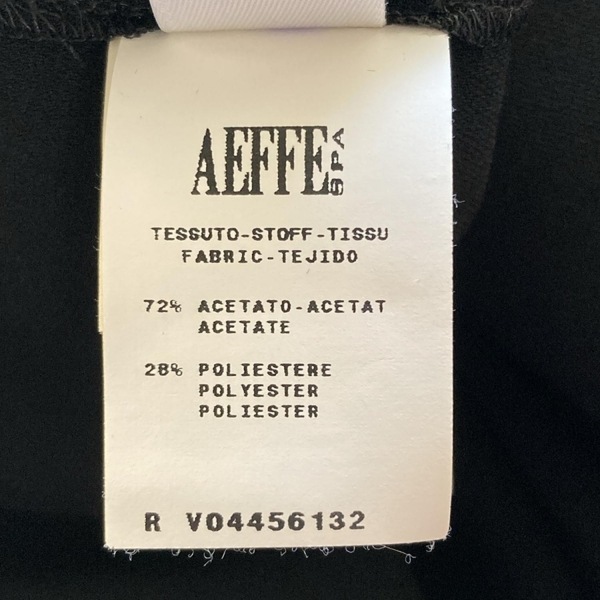 AEFFE SPA
TESSUTO-STOFF-TISSU
FABRIC-TEJIDO
72% ACETATO-ACETAT
ACETATE
28% POLIESTERE
POLYESTER
POLIESTER
R V04456132